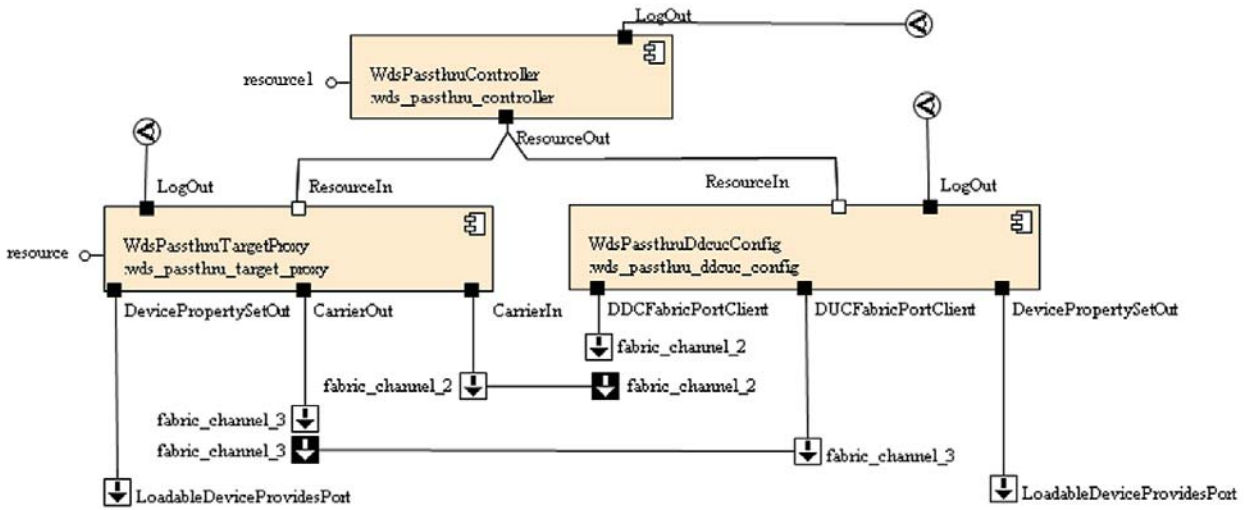 LogOut
WdsPassthruController
:wds_passthru_controller
resource1
ResourceOut
LogOut
ResourceIn
ResourceIn
LogOut
WdsPassthruTargetProxy
:wds_passthru_target_proxy
resource
WdsPassthruDdcucConfig
:wds_passthru_ddcuc_config
DevicePropertySetOut
CarrierOut
CarrierIn
DDCFabricPortClient
DUCFabricPortClient
DevicePropertySetOut
fabric_channel_2
fabric_channel_2
fabric_channel_2
fabric_channel_3
fabric_channel_3
fabric_channel_3
LoadableDeviceProvidesPort
LoadableDeviceProvidesPort